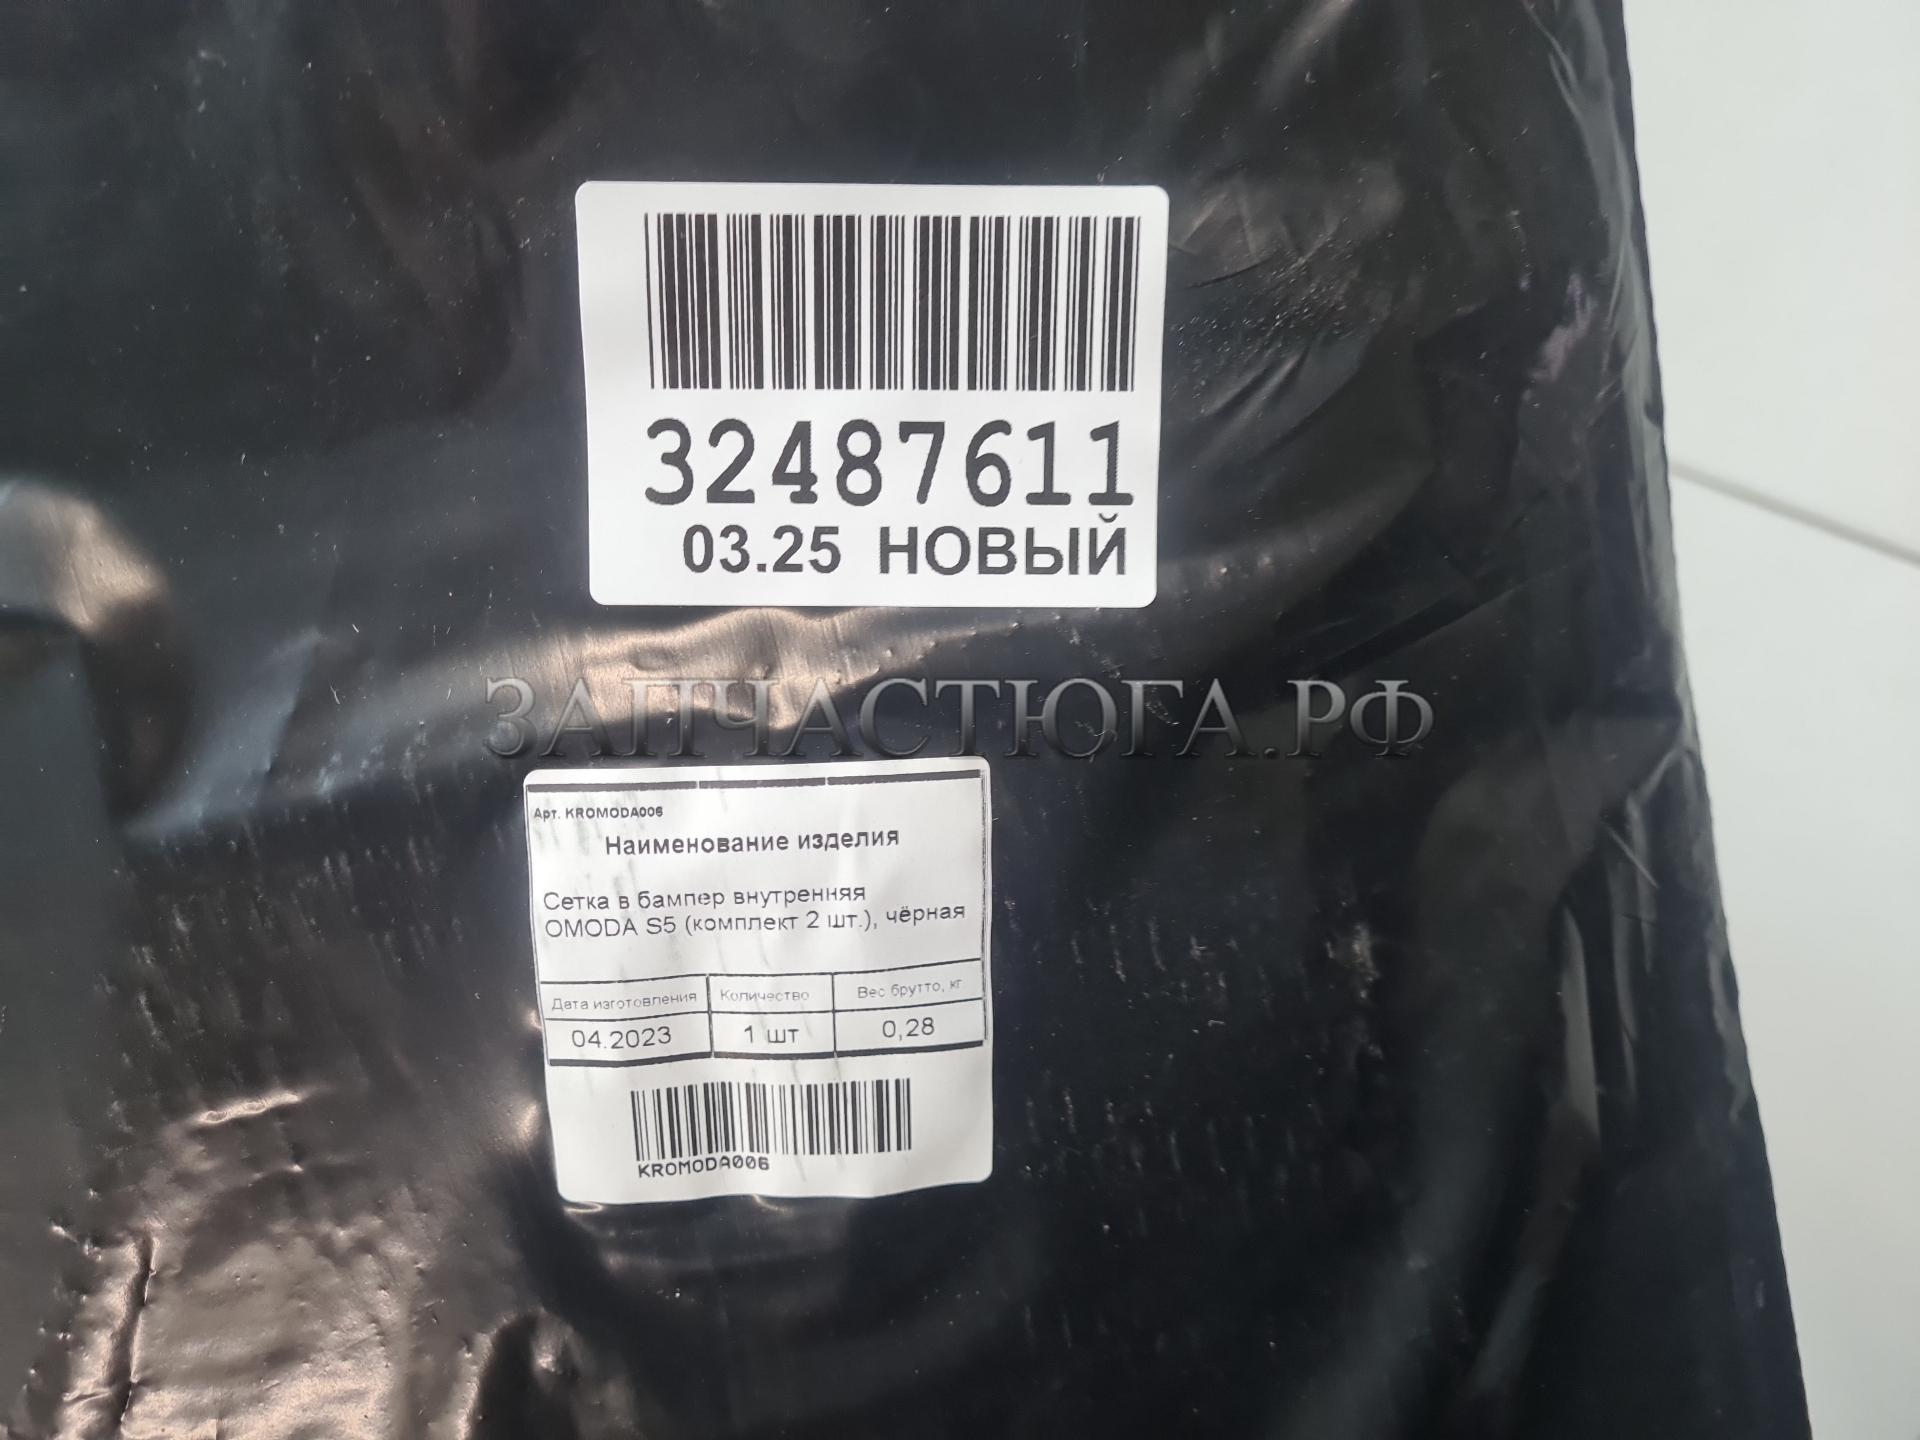 32487611
03.25 НОВЫЙ
ЗАПЧАСТЮГА.РФ
Арт. KROMODA006
Наименование изделия
Сетка в бампер внутренняя
OMODA S5 (комплект 2 шт.), чёрная
Дата изготовления Количество Вес брутто, кг
04.2023 1 шт 0,28
KROMODA006